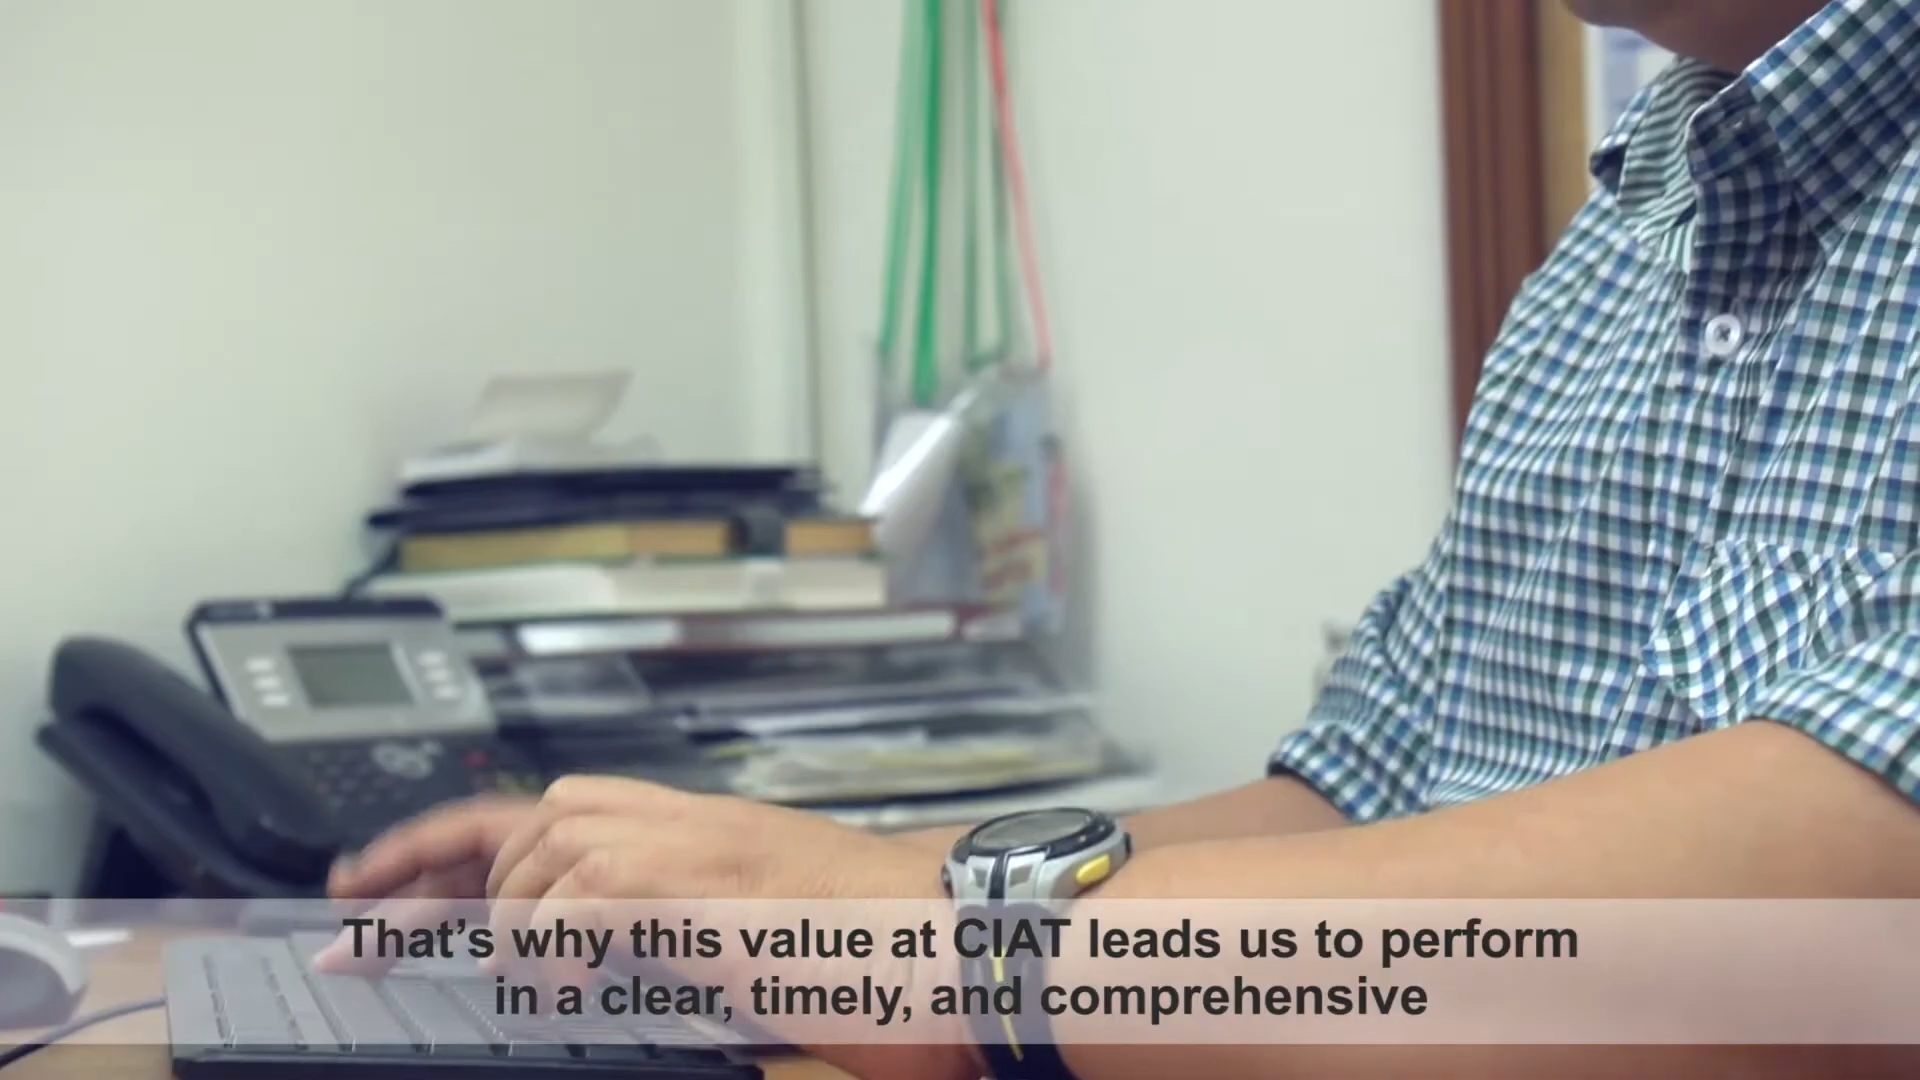 That’s why this value at CIAT leads us to perform
in a clear, timely, and comprehensive